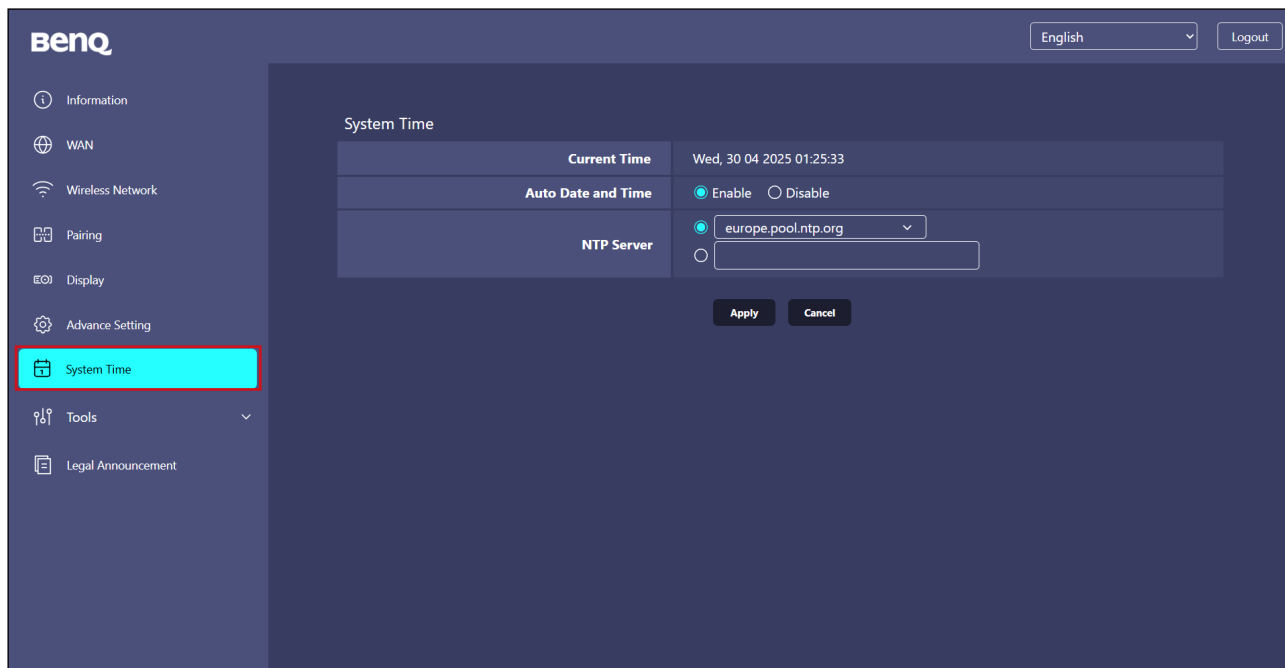 BenQ
English
Logout
Information
WAN
Wireless Network
Pairing
Display
Advance Setting
System Time
Tools
Legal Announcement
System Time
Current Time Wed, 30 04 2025 01:25:33
Auto Date and Time Enable Disable
NTP Server europe.pool.ntp.org
Apply Cancel